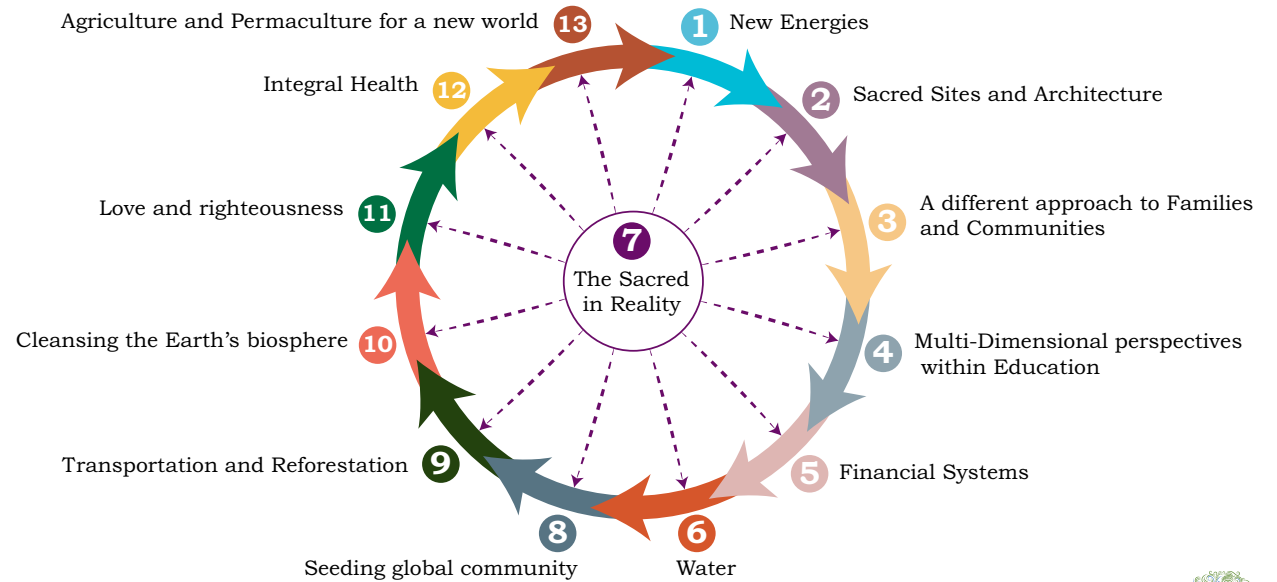 1 New Energies
2 Sacred Sites and Architecture
3 A different approach to Families
and Communities
4 Multi-Dimensional perspectives
within Education
5 Financial Systems
6
Water
7
The Sacred
in Reality
8
Seeding global community
Transportation and Reforestation 9
Cleansing the Earth’s biosphere 10
Love and righteousness 11
Integral Health 12
Agriculture and Permaculture for a new world 13